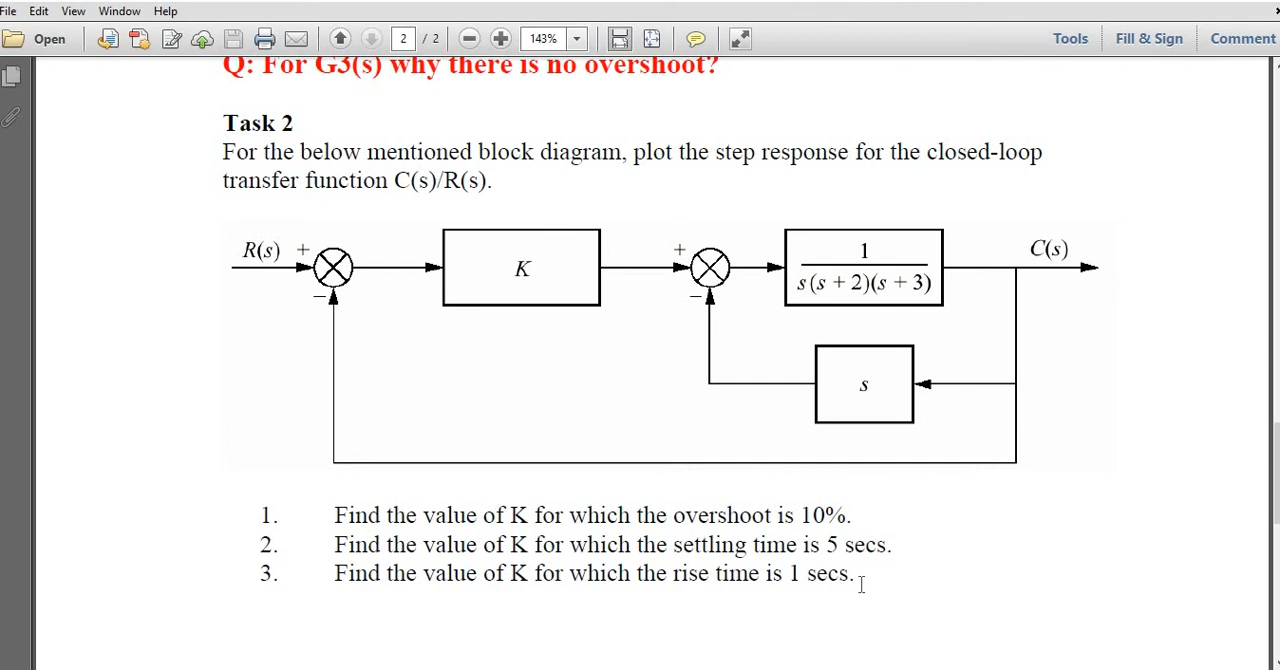 File Edit View Window Help
Open 2 / 2 143% Tools Fill & Sign Comment
Q: For G3(s) why there is no overshoot?
Task 2
For the below mentioned block diagram, plot the step response for the closed-loop
transfer function C(s)/R(s).
R(s) + + C(s)
K
1
s(s + 2)(s + 3)
− −
s
1. Find the value of K for which the overshoot is 10%.
2. Find the value of K for which the settling time is 5 secs.
3. Find the value of K for which the rise time is 1 secs.